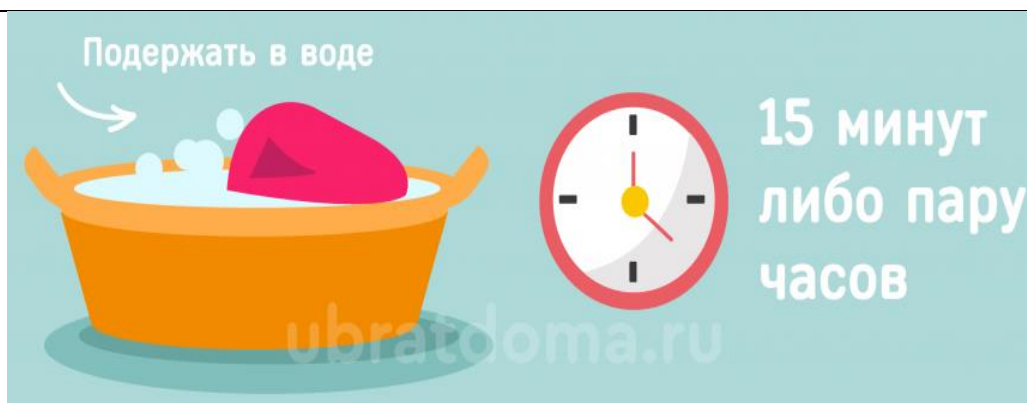 Подержать в воде
15 минут
либо пару
часов
ubratdoma.ru